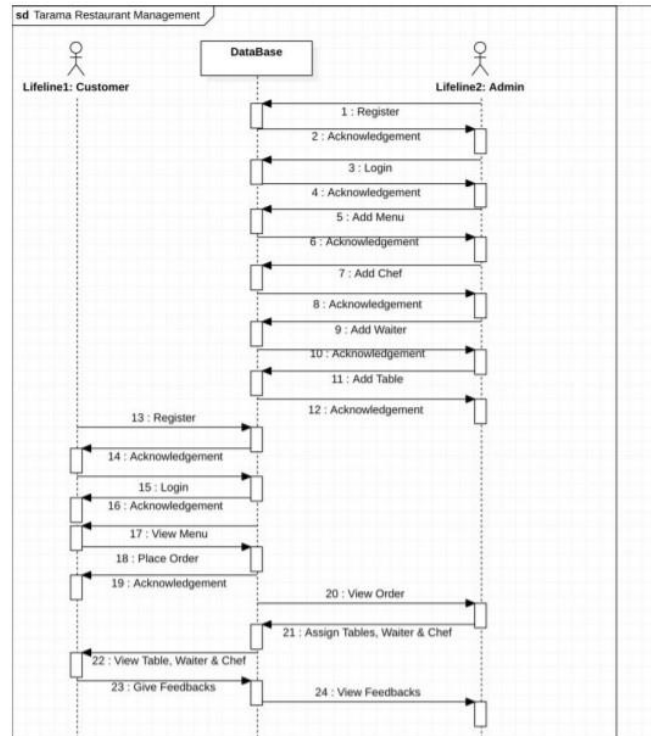 sd Tarama Restaurant Management
DataBase
Lifeline1: Customer
Lifeline2: Admin
1 : Register
2 : Acknowledgement
3 : Login
4 : Acknowledgement
5 : Add Menu
6 : Acknowledgement
7 : Add Chef
8 : Acknowledgement
9 : Add Waiter
10 : Acknowledgement
11 : Add Table
12 : Acknowledgement
13 : Register
14 : Acknowledgement
15 : Login
16 : Acknowledgement
17 : View Menu
18 : Place Order
19 : Acknowledgement
20 : View Order
21 : Assign Tables, Waiter & Chef
22 : View Table, Waiter & Chef
23 : Give Feedbacks
24 : View Feedbacks